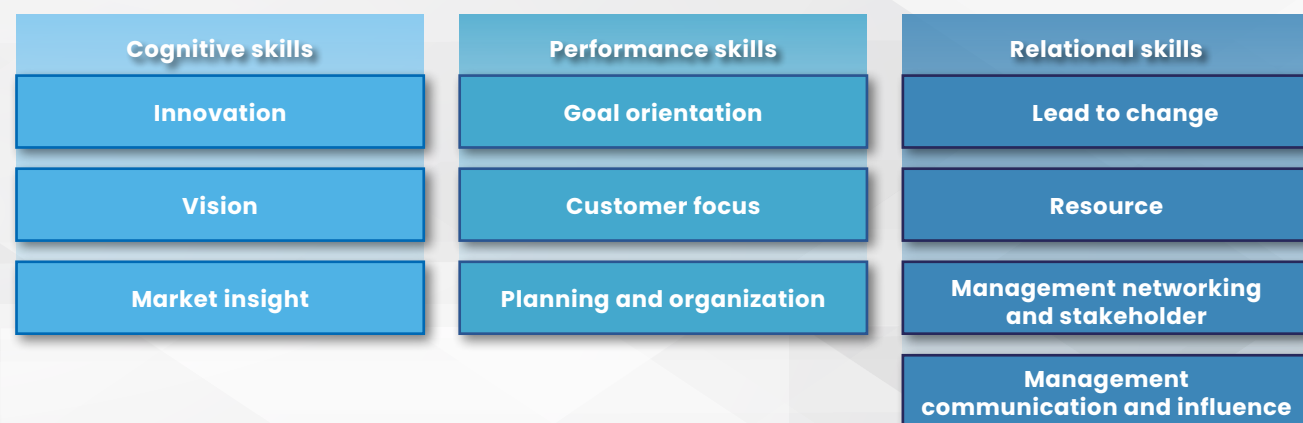 Cognitive skills
Innovation
Vision
Market insight
Performance skills
Goal orientation
Customer focus
Planning and organization
Relational skills
Lead to change
Resource
Management networking
and stakeholder
Management
communication and influence